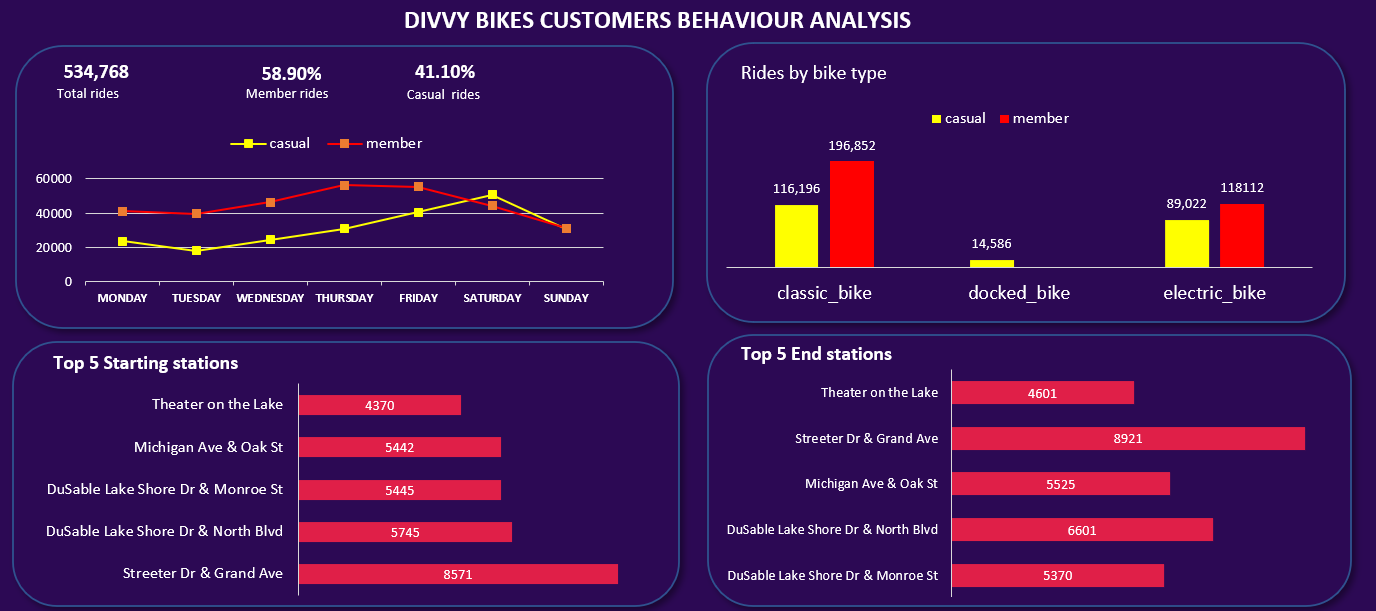 DIVVY BIKES CUSTOMERS BEHAVIOUR ANALYSIS
534,768
Total rides
58.90%
Member rides
41.10%
Casual rides
casual
member
60000
40000
20000
0
MONDAY
TUESDAY
WEDNESDAY
THURSDAY
FRIDAY
SATURDAY
SUNDAY
Rides by bike type
casual
member
116,196
196,852
14,586
89,022
118112
classic_bike
docked_bike
electric_bike
Top 5 Starting stations
Theater on the Lake
4370
Michigan Ave & Oak St
5442
DuSable Lake Shore Dr & Monroe St
5445
DuSable Lake Shore Dr & North Blvd
5745
Streeter Dr & Grand Ave
8571
Top 5 End stations
Theater on the Lake
4601
Streeter Dr & Grand Ave
8921
Michigan Ave & Oak St
5525
DuSable Lake Shore Dr & North Blvd
6601
DuSable Lake Shore Dr & Monroe St
5370